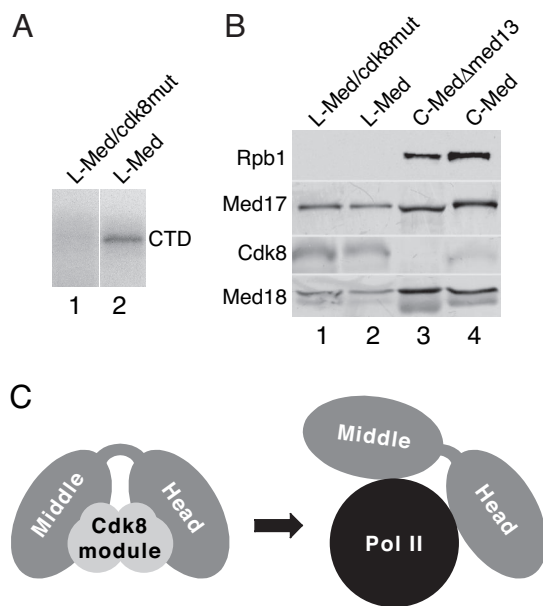 A
L-Med/cdk8mut
L-Med
CTD
1 2
B
L-Med/cdk8mut
L-Med
C-MedΔmed13
C-Med
Rpb1
Med17
Cdk8
Med18
1 2 3 4
C
Middle
Head
Cdk8
module
Middle
Head
Pol II